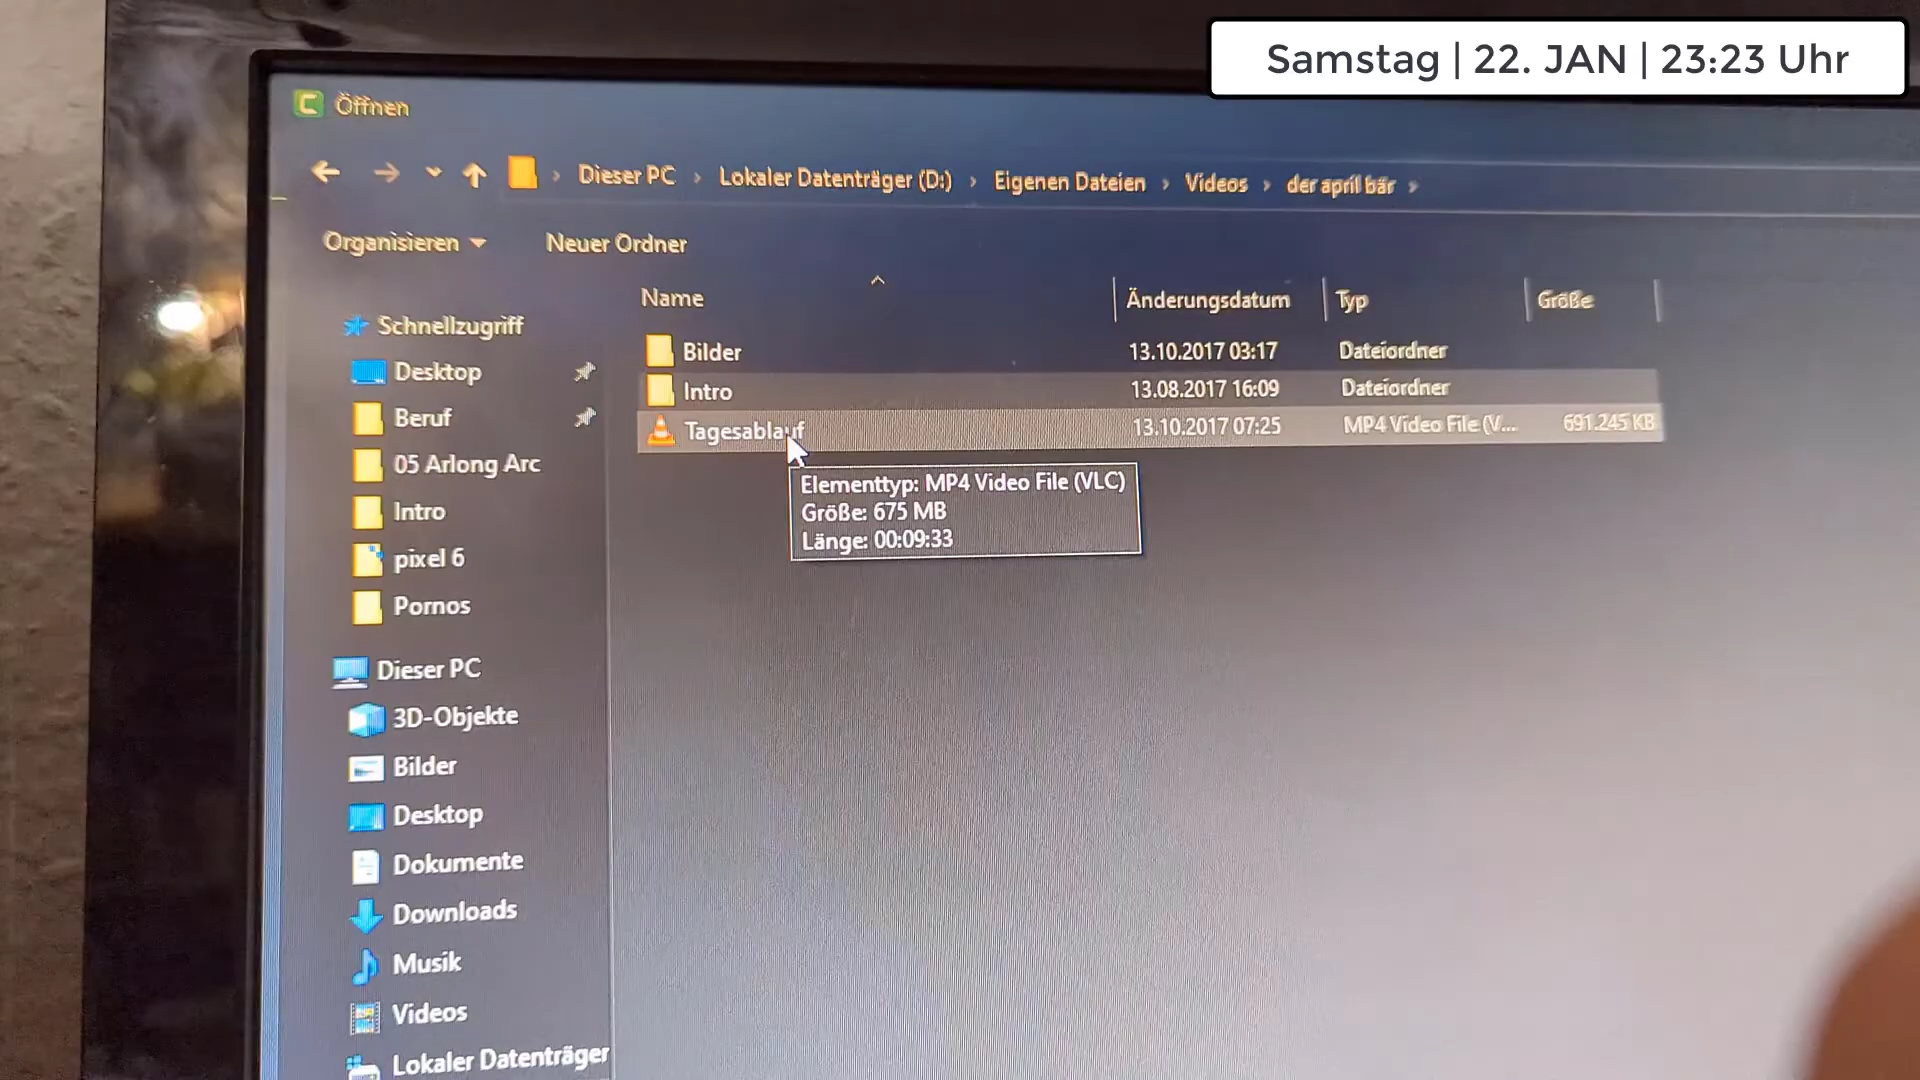 Samstag | 22. JAN | 23:23 Uhr
Öffnen
Dieser PC › Lokaler Datenträger (D:) › Eigenen Dateien › Videos › der april bär ›
Organisieren Neuer Ordner
Name Änderungsdatum Typ Größe
Bilder 13.10.2017 03:17 Dateiordner
Intro 13.08.2017 16:09 Dateiordner
Tagesablauf 13.10.2017 07:25 MP4 Video File (V... 691.245 KB
Elementtyp: MP4 Video File (VLC)
Größe: 675 MB
Länge: 00:09:33
Schnellzugriff
Desktop
Beruf
05 Arlong Arc
Intro
pixel 6
Pornos
Dieser PC
3D-Objekte
Bilder
Desktop
Dokumente
Downloads
Musik
Videos
Lokaler Datenträger